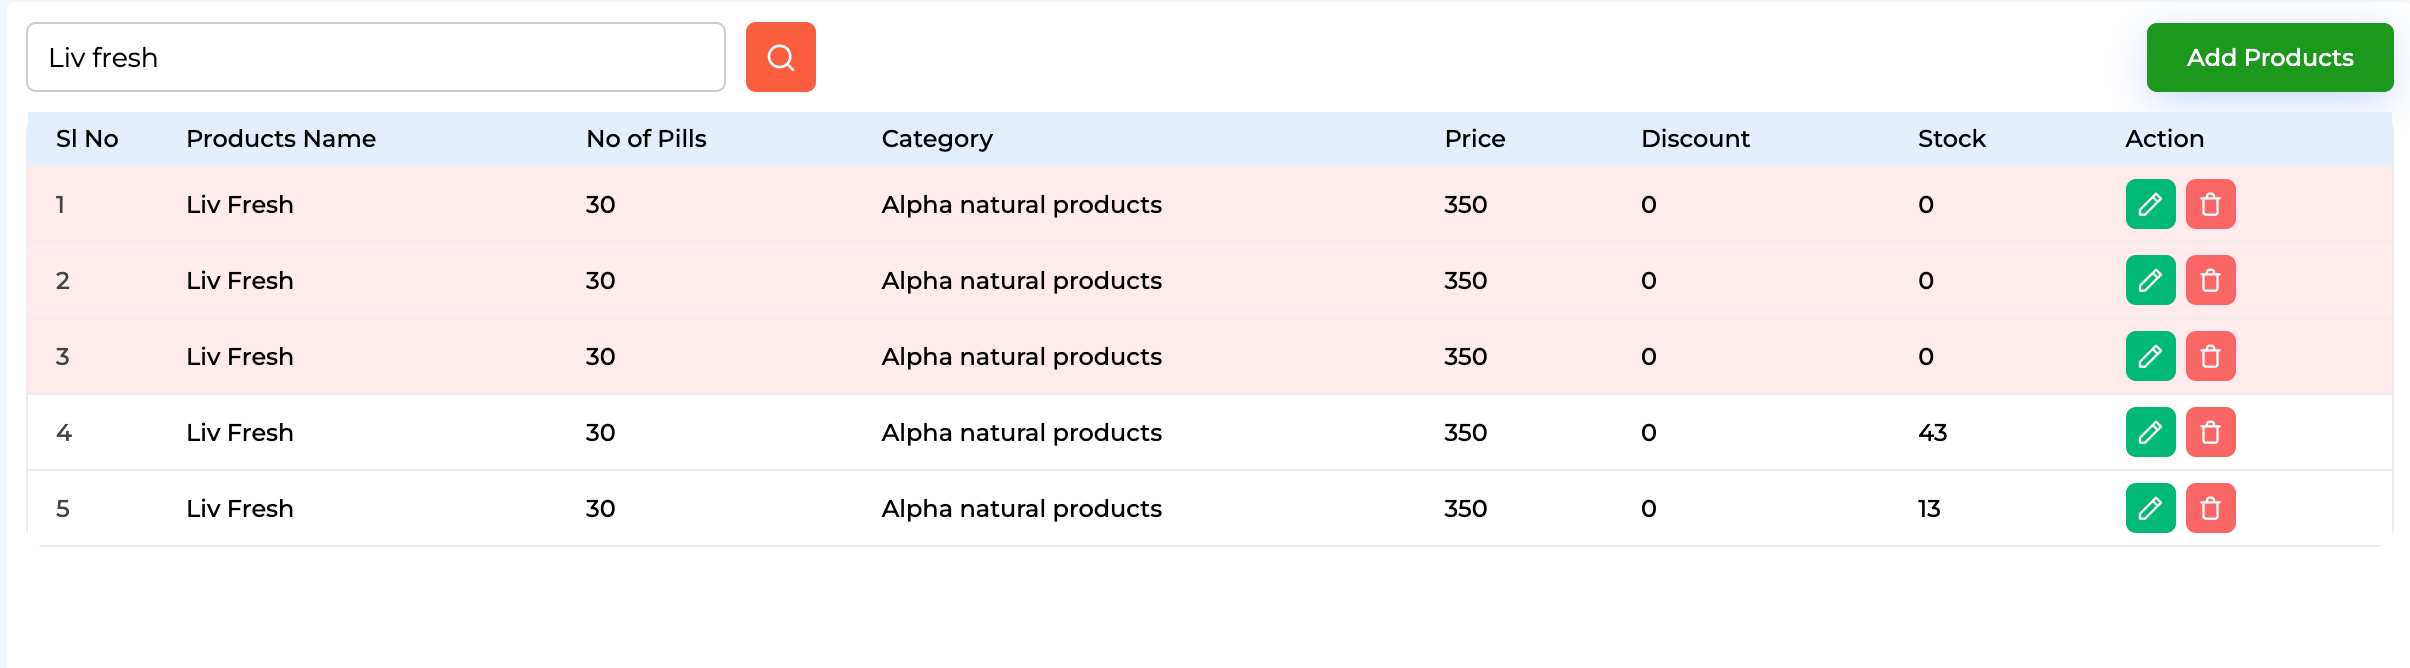 Liv fresh
Add Products
Sl No Products Name No of Pills Category Price Discount Stock Action
1 Liv Fresh 30 Alpha natural products 350 0 0
2 Liv Fresh 30 Alpha natural products 350 0 0
3 Liv Fresh 30 Alpha natural products 350 0 0
4 Liv Fresh 30 Alpha natural products 350 0 43
5 Liv Fresh 30 Alpha natural products 350 0 13